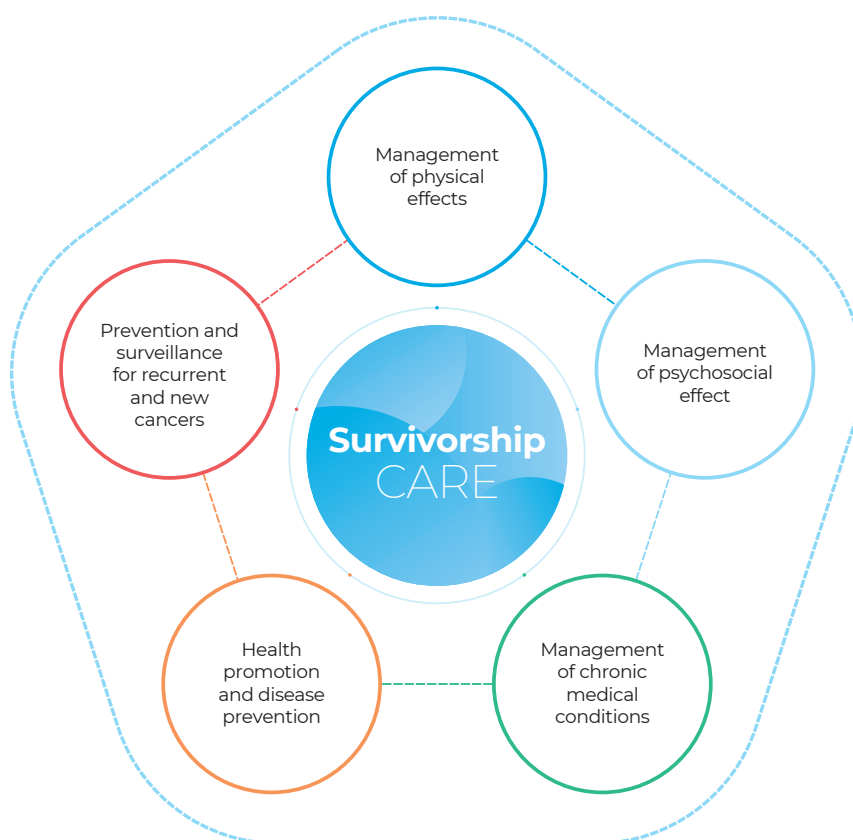 Management
of physical
effects
Prevention and
surveillance
for recurrent
and new
cancers
Management
of psychosocial
effect
Survivorship
CARE
Health
promotion
and disease
prevention
Management
of chronic
medical
conditions